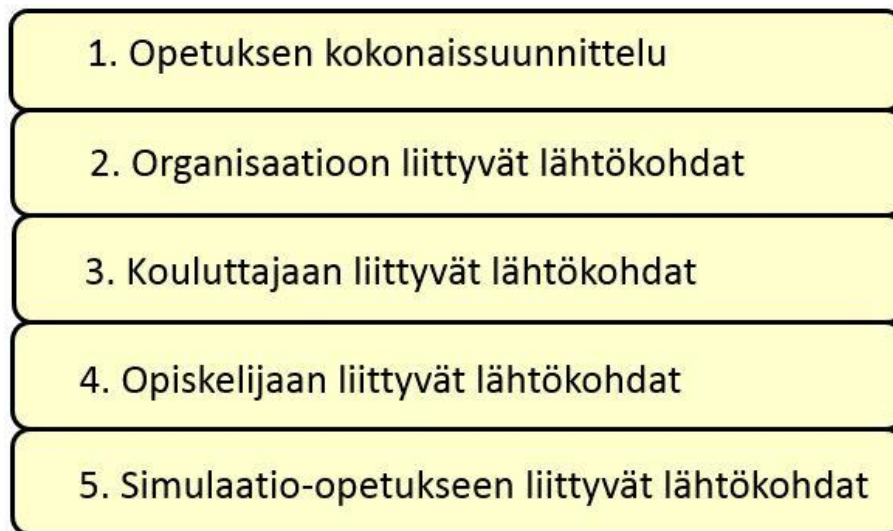 1. Opetuksen kokonaissuunnittelu
2. Organisaatioon liittyvät lähtökohdat
3. Kouluttajaan liittyvät lähtökohdat
4. Opiskelijaan liittyvät lähtökohdat
5. Simulaatio-opetukseen liittyvät lähtökohdat